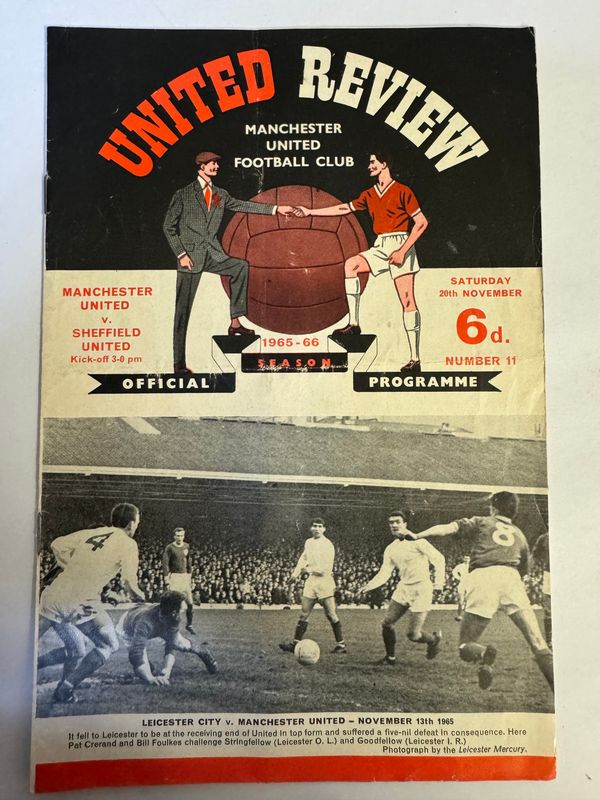 UNITED REVIEW
MANCHESTER
UNITED
FOOTBALL CLUB
MANCHESTER
UNITED
v.
SHEFFIELD
UNITED
Kick-off 3-0 pm
SATURDAY
20th NOVEMBER
6d.
NUMBER 11
1965-66
SEASON
OFFICIAL
PROGRAMME
4
8
LEICESTER CITY v. MANCHESTER UNITED – NOVEMBER 13th 1965
It fell to Leicester to be at the receiving end of United in top form and suffered a five-nil defeat in consequence. Here
Pat Crerand and Bill Foulkes challenge Stringfellow (Leicester O. L.) and Goodfellow (Leicester I. R.)
Photograph by the Leicester Mercury.